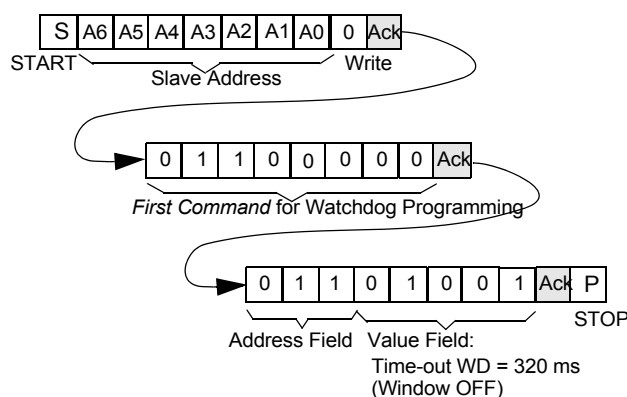 S A6 A5 A4 A3 A2 A1 A0 0 Ack
START Slave Address Write
0 1 1 0 0 0 0 0 Ack
First Command for Watchdog Programming
0 1 1 0 1 0 0 1 Ack P
STOP
Address Field Value Field:
Time-out WD = 320 ms
(Window OFF)